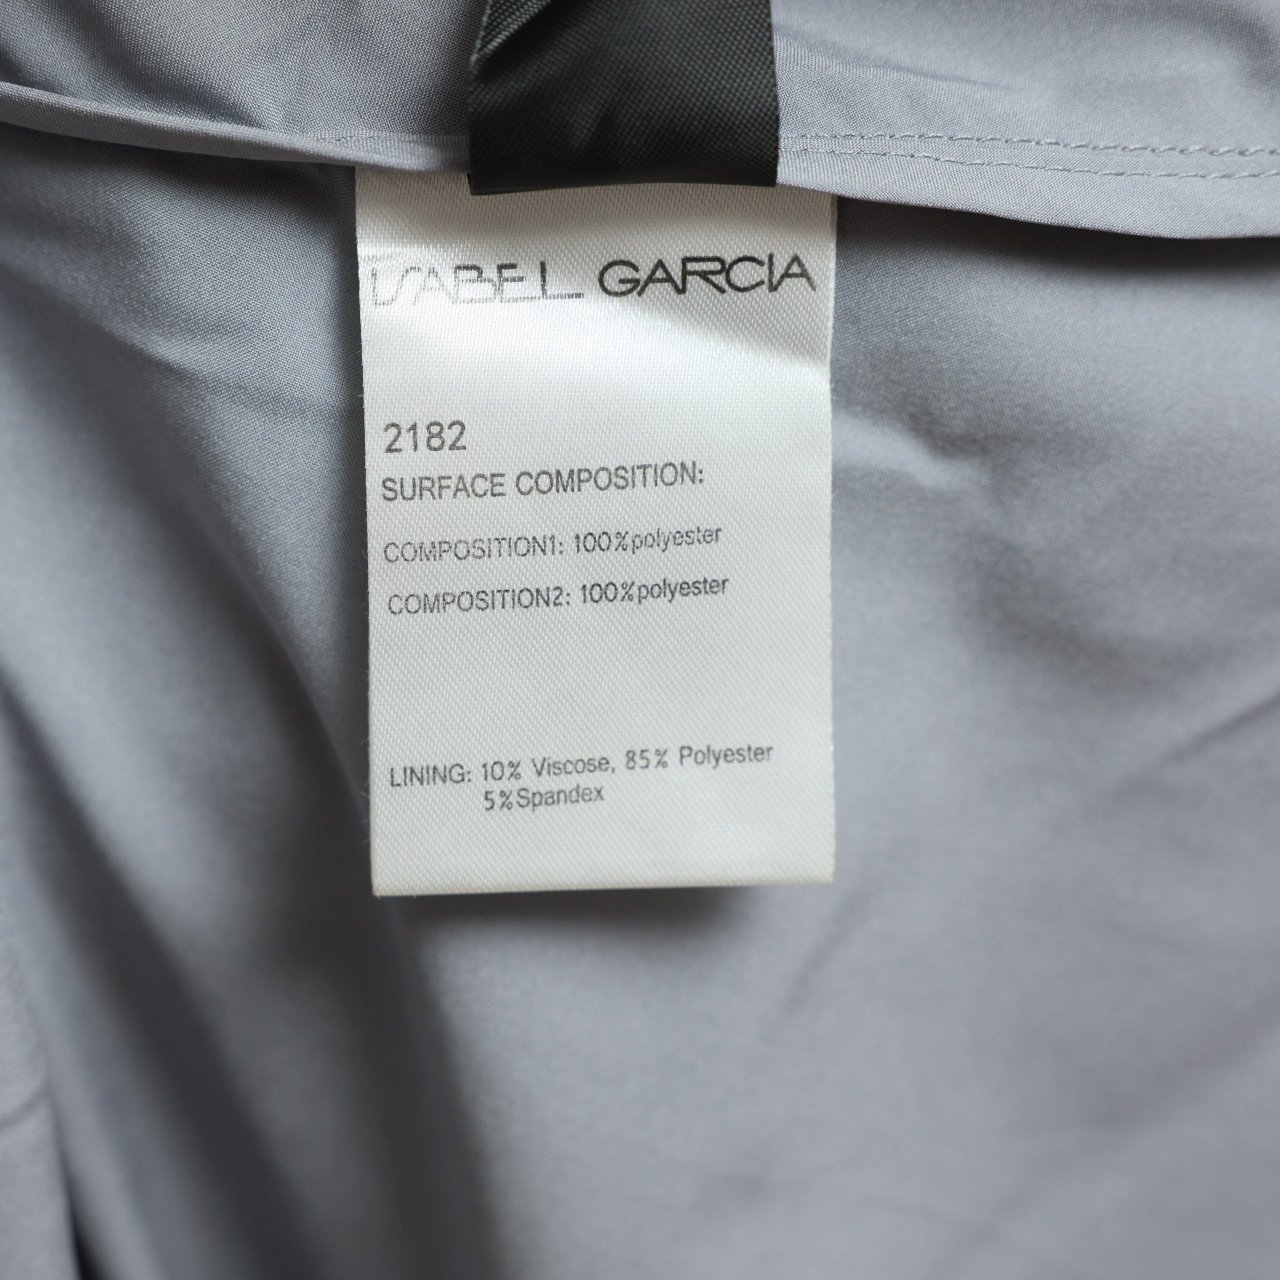 ISABEL GARCIA
2182
SURFACE COMPOSITION:
COMPOSITION1: 100%polyester
COMPOSITION2: 100%polyester
LINING: 10% Viscose, 85% Polyester
5%Spandex